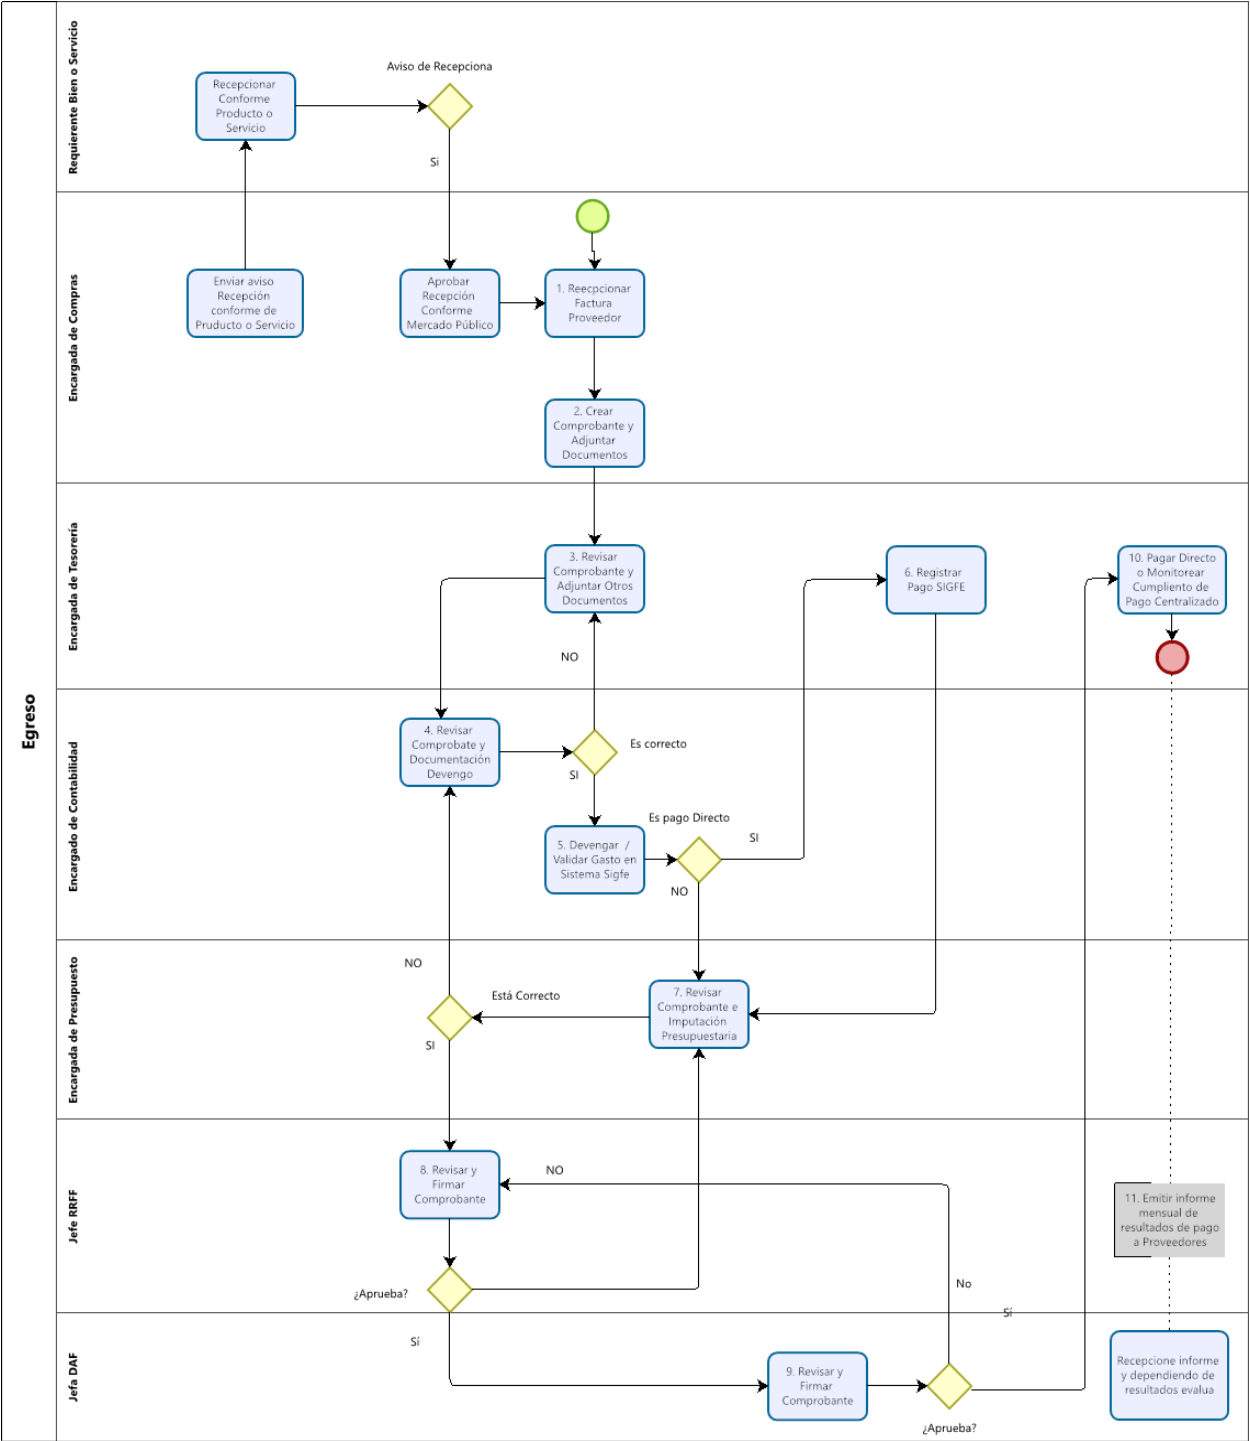 Egreso
Requierente Bien o Servicio
Aviso de Recepciona
Recepcionar
Conforme
Producto o
Servicio
Si
Encargada de Compras
Enviar aviso
Recepción
conforme de
Pruducto o Servicio
Aprobar
Recepción
Conforme
Mercado Público
1. Reecpcionar
Factura
Proveedor
2. Crear
Comprobante y
Adjuntar
Documentos
Encargada de Tesorería
3. Revisar
Comprobante y
Adjuntar Otros
Documentos
6. Registrar
Pago SIGFE
10. Pagar Directo
o Monitorear
Cumpliento de
Pago Centralizado
NO
Encargado de Contabilidad
4. Revisar
Comprobate y
Documentación
Devengo
Es correcto
SI
5. Devengar /
Validar Gasto en
Sistema Sigfe
Es pago Directo
SI
NO
Encargada de Presupuesto
NO
Está Correcto
SI
7. Revisar
Comprobante e
Imputación
Presupuestaria
Jefe RRFF
8. Revisar y
Firmar
Comprobante
NO
¿Aprueba?
11. Emitir informe
mensual de
resultados de pago
a Proveedores
No
Sí
Jefa DAF
Sí
9. Revisar y
Firmar
Comprobante
¿Aprueba?
Recepcione informe
y dependiendo de
resultados evalua